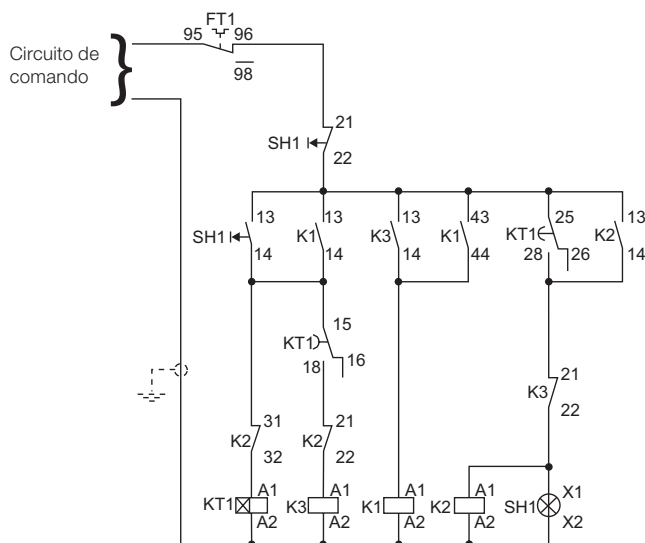 FT1
95 96
98
Circuito de
comando
21
SH1
22
13 13 13 43 25 13
SH1 K1 K3 K1 KT1 K2
14 14 14 44 28 26 14
15
KT1
18 16
21
K3
22
31 21
K2 K2
32 22
A1 A1 A1 A1 X1
KT1 K3 K1 K2 SH1
A2 A2 A2 A2 X2